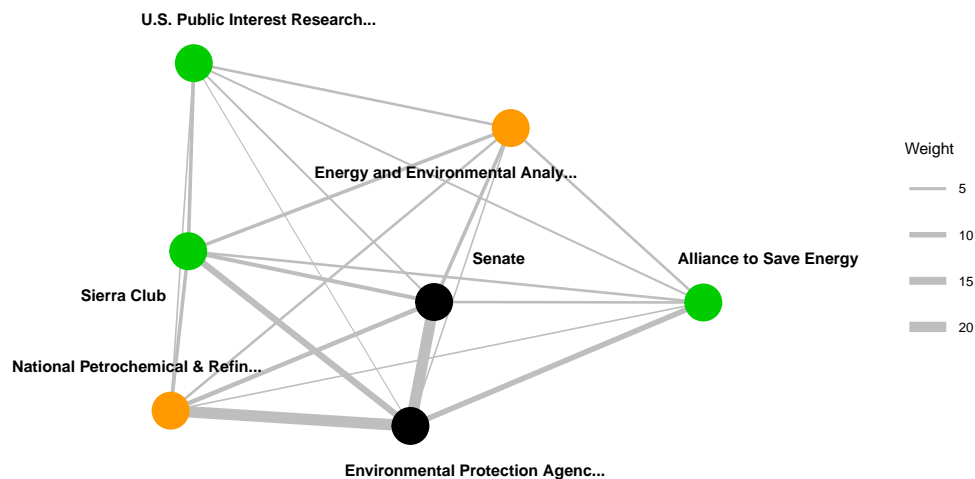 U.S. Public Interest Research...
Weight
Energy and Environmental Analy...
5
10
Senate
Alliance to Save Energy
15
Sierra Club
20
National Petrochemical & Refin...
Environmental Protection Agenc...